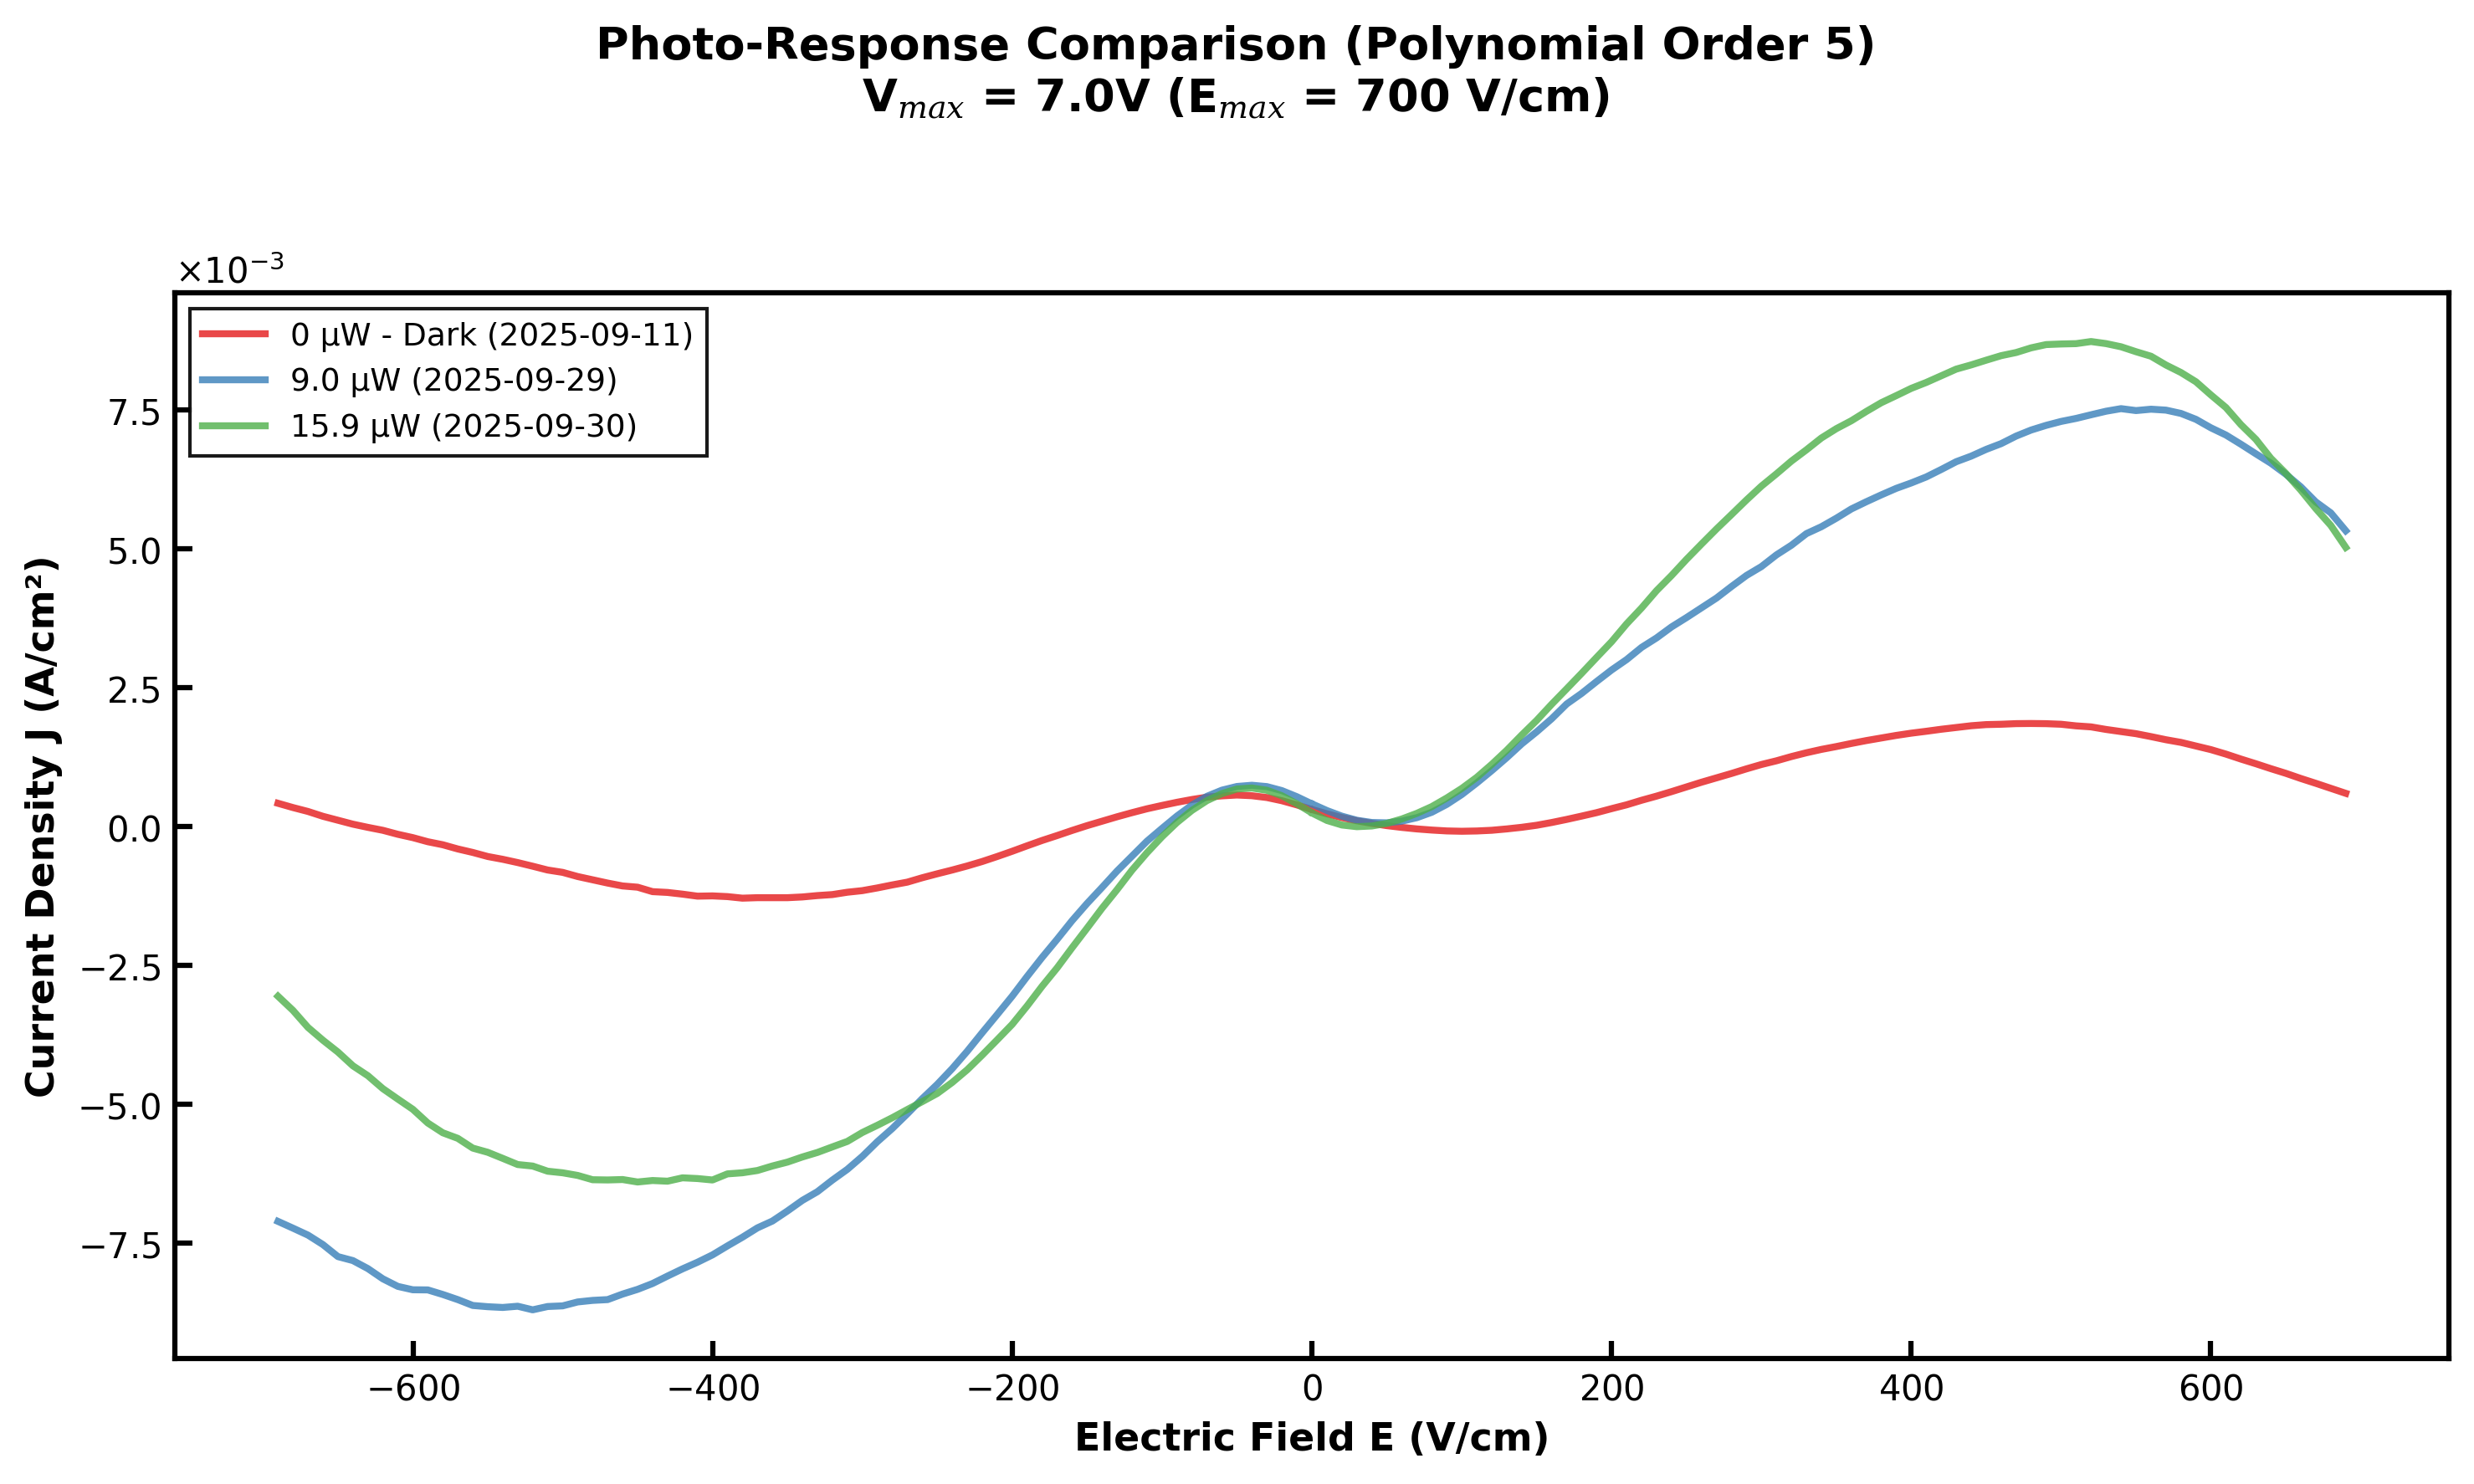 Photo-Response Comparison (Polynomial Order 5)
Vmax = 7.0V (Emax = 700 V/cm)
×10−3
0 μW - Dark (2025-09-11)
9.0 μW (2025-09-29)
15.9 μW (2025-09-30)
7.5
5.0
2.5
0.0
−2.5
−5.0
−7.5
Current Density J (A/cm²)
−600 −400 −200 0 200 400 600
Electric Field E (V/cm)